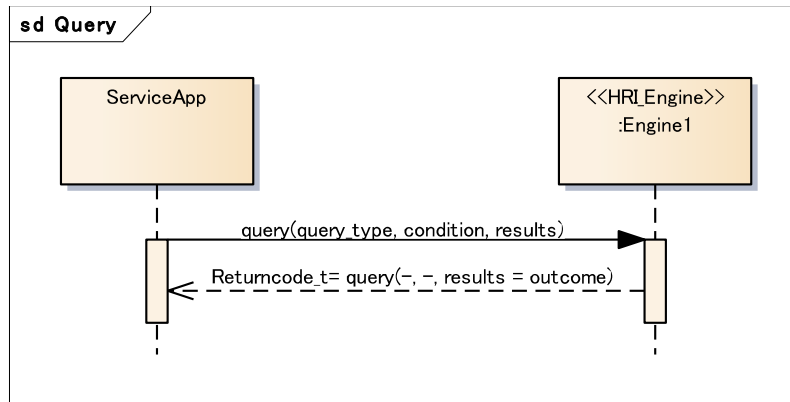 sd Query
ServiceApp
<<HRI_Engine>>
:Engine1
query(query_type, condition, results)
Returncode_t= query(-, -, results = outcome)